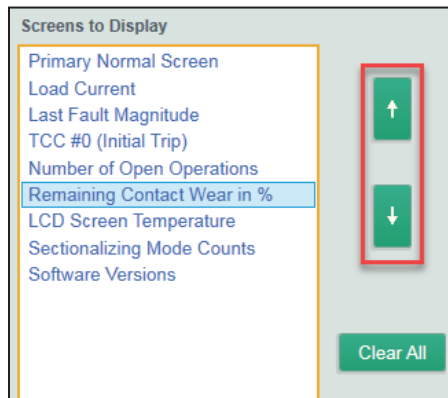 Screens to Display
Primary Normal Screen
Load Current
Last Fault Magnitude
TCC #0 (Initial Trip)
Number of Open Operations
Remaining Contact Wear in %
LCD Screen Temperature
Sectionalizing Mode Counts
Software Versions
Clear All